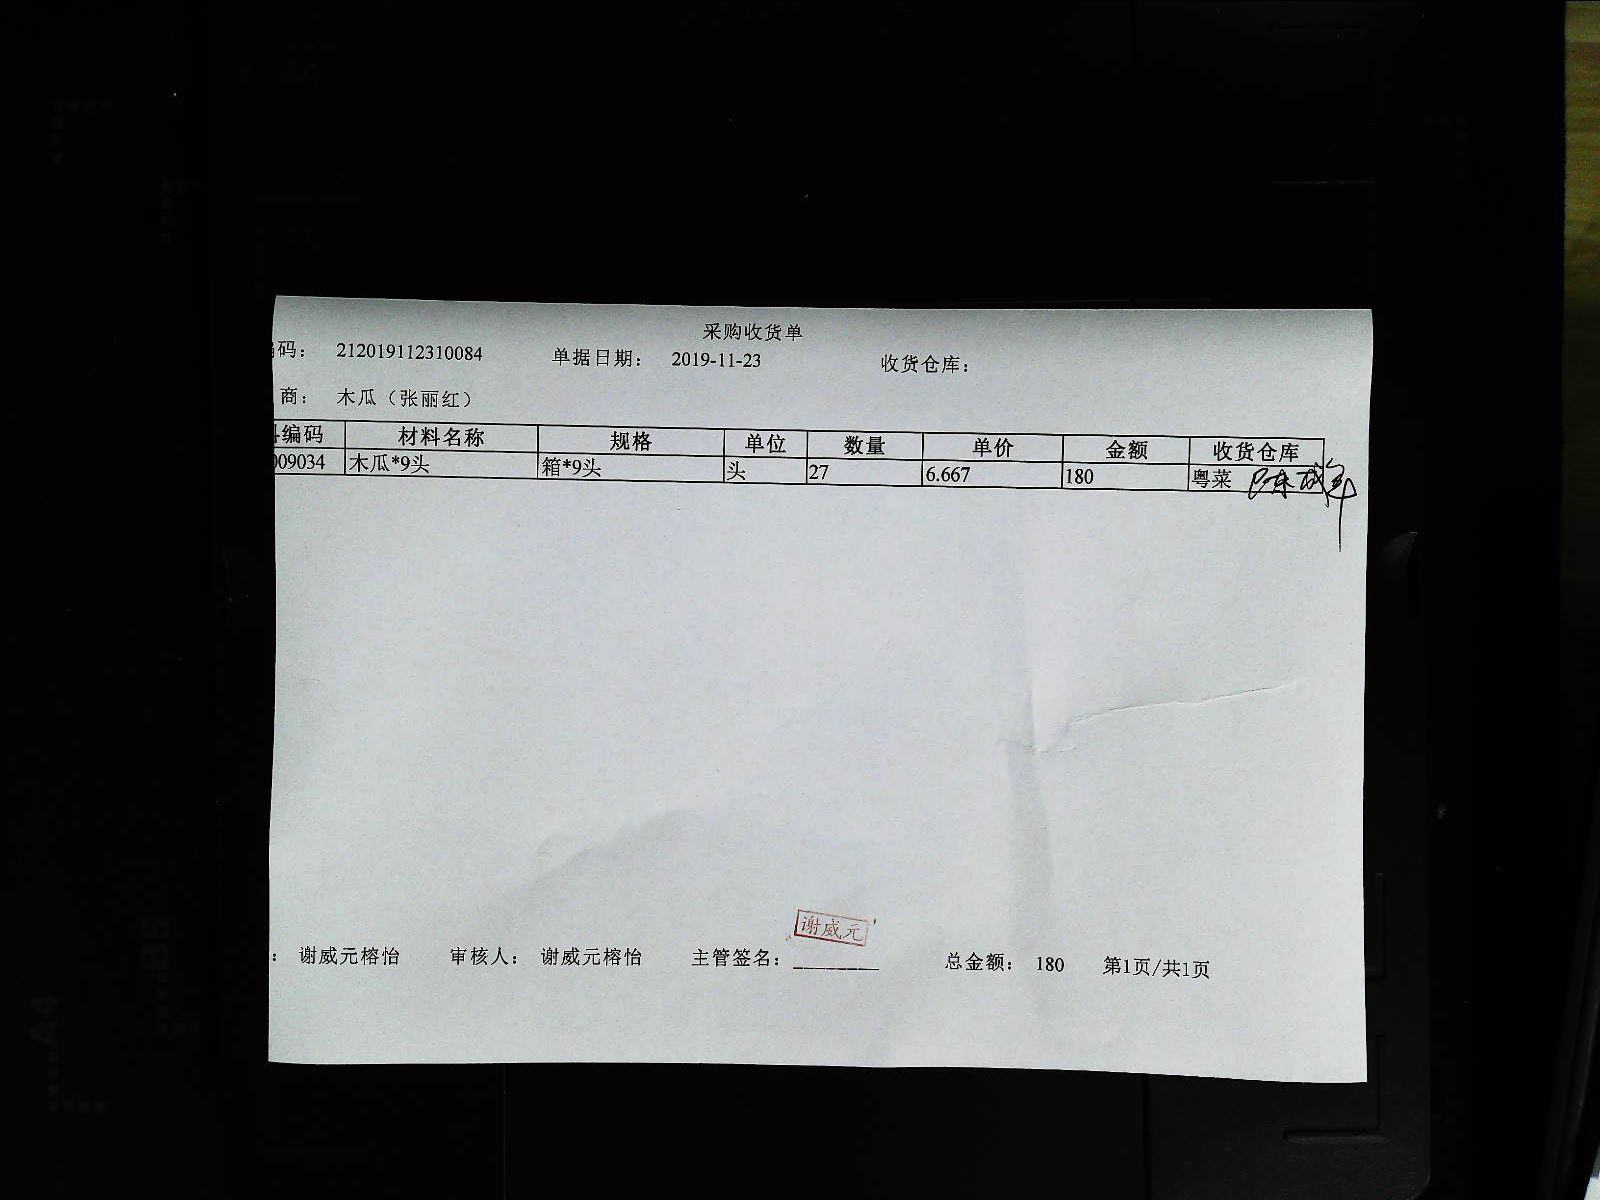 采购收货单
码： 212019112310084 单据日期： 2019-11-23 收货仓库：
商： 木瓜（张丽红）
编码 材料名称 规格 单位 数量 单价 金额 收货仓库
009034 木瓜*9头 箱*9头 头 27 6.667 180 粤菜
谢威元
： 谢威元榕怡 审核人： 谢威元榕怡 主管签名：________ 总金额： 180 第1页/共1页
A4
B5